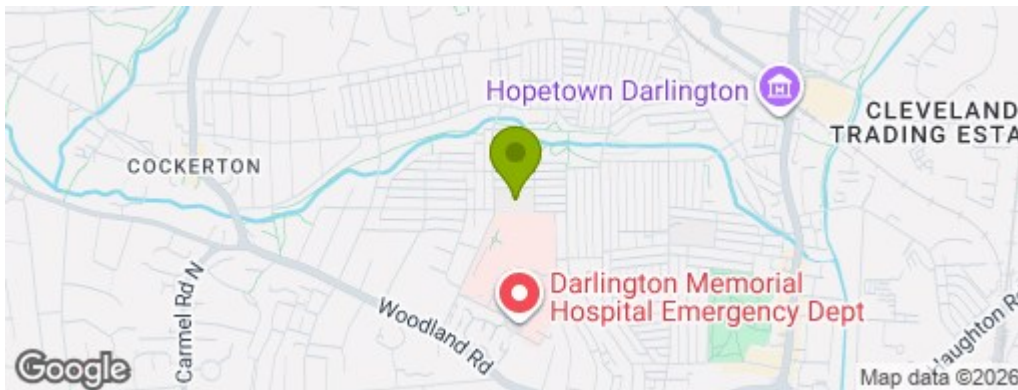 Hopetown Darlington
CLEVELAND
TRADING ESTA
COCKERTON
Carmel Rd N
Woodland Rd
Darlington Memorial
Hospital Emergency Dept
Haughton R
Google
Map data ©2026